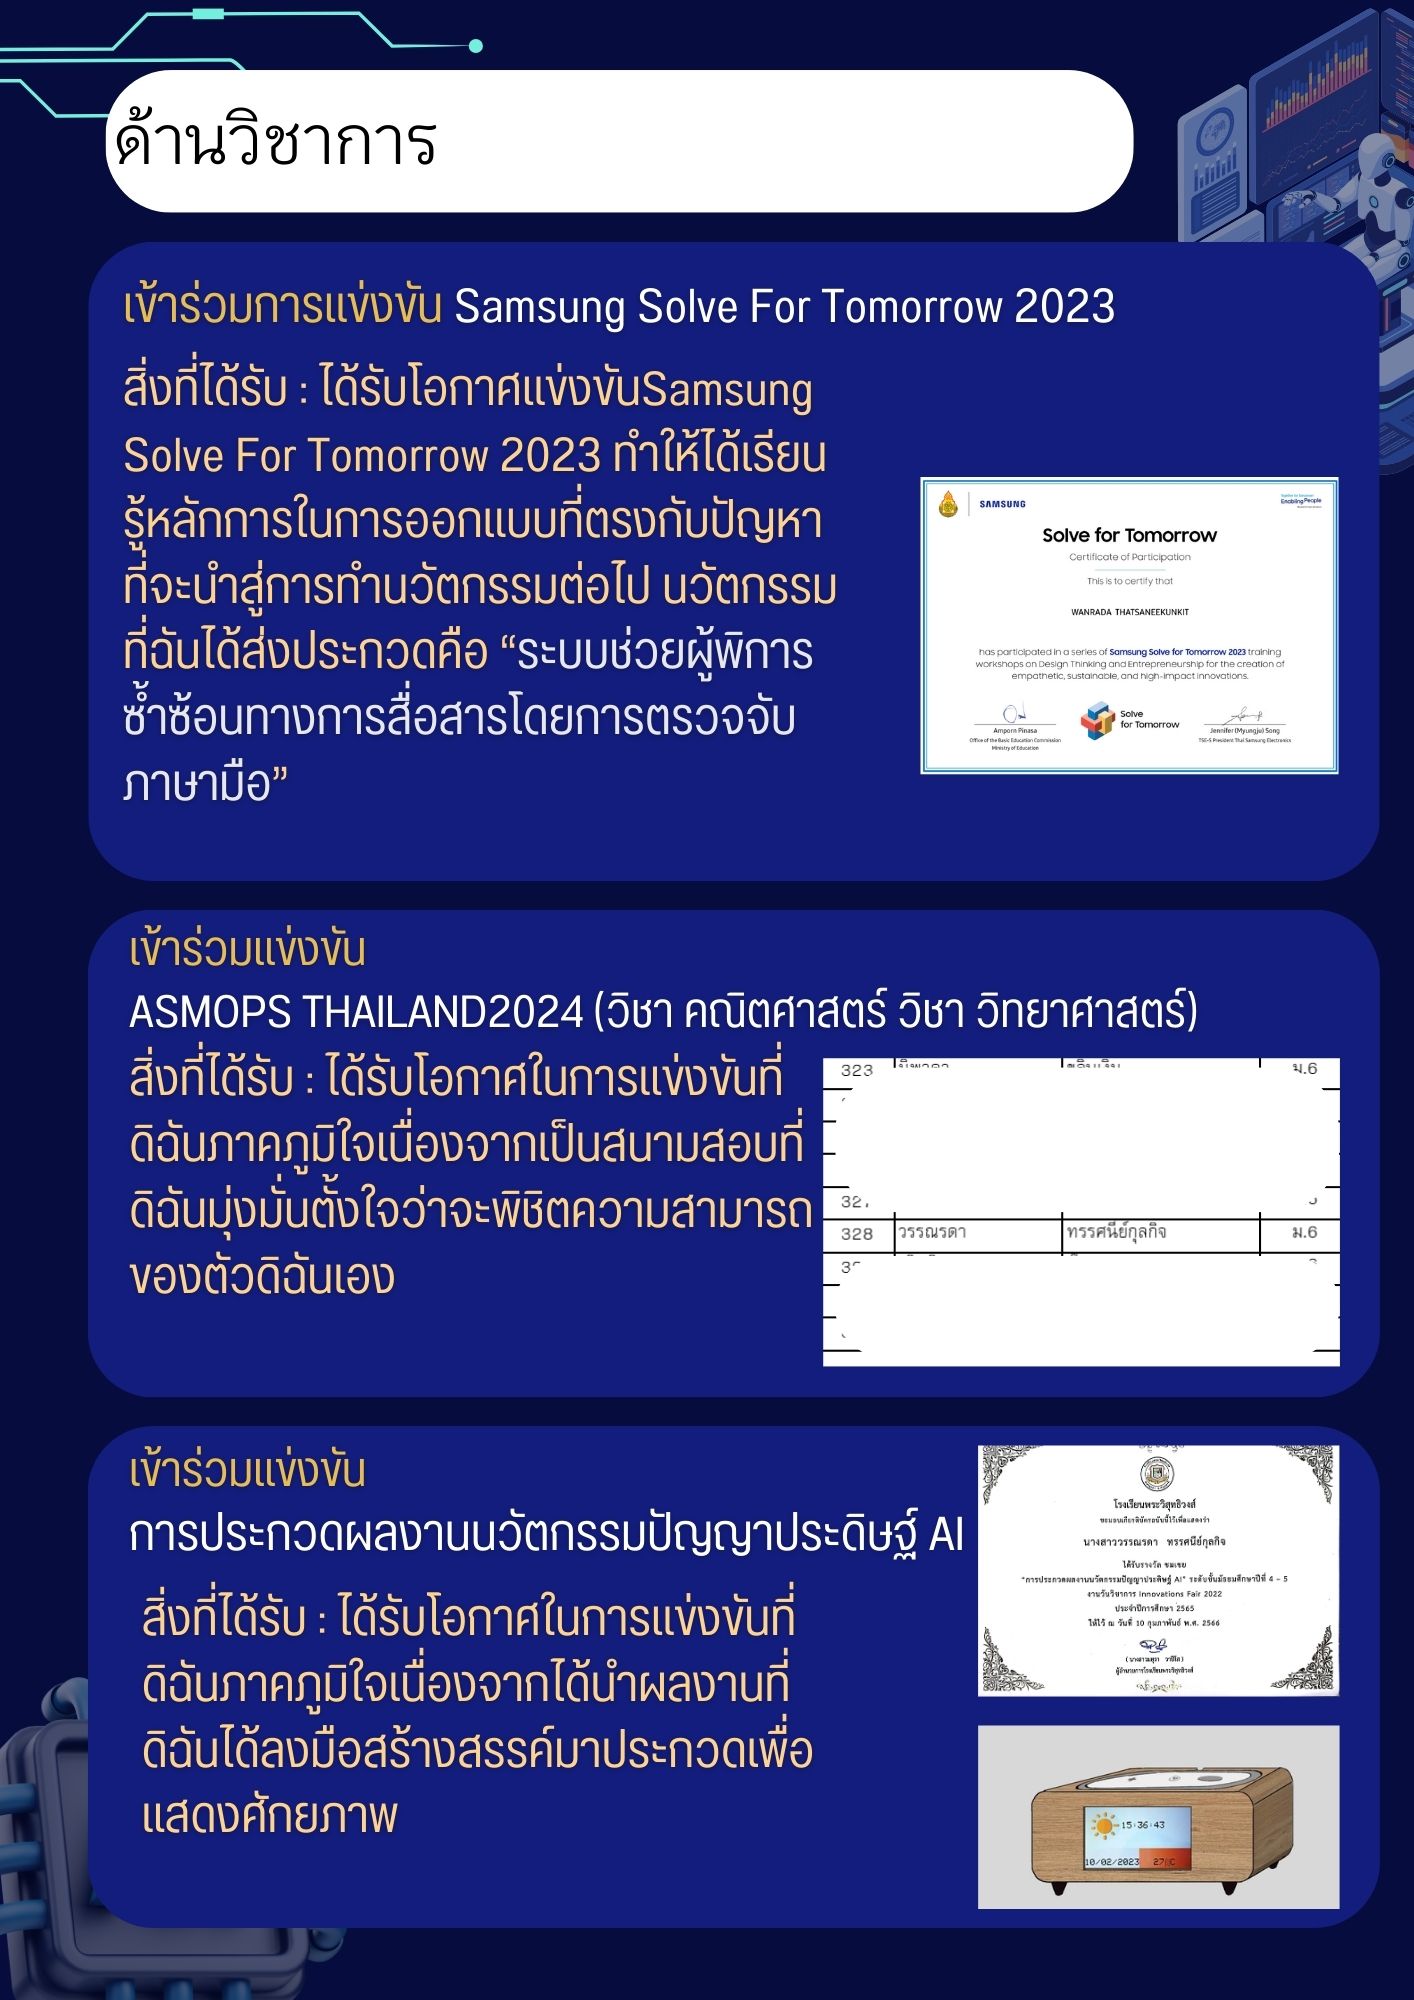 ด้านวิชาการ
เข้าร่วมการแข่งขัน Samsung Solve For Tomorrow 2023
สิ่งที่ได้รับ : ได้รับโอกาศแข่งขันSamsung
Solve For Tomorrow 2023 ทำให้ได้เรียน
รู้หลักการในการออกแบบที่ตรงกับปัญหา
ที่จะนำสู่การทำนวัตกรรมต่อไป นวัตกรรม
ที่ฉันได้ส่งประกวดคือ “ระบบช่วยผู้พิการ
ซ้ำซ้อนทางการสื่อสารโดยการตรวจจับ
ภาษามือ”
SAMSUNG
Together for Tomorrow!
Enabling People
Solve for Tomorrow
Certificate of Participation
This is to certify that
WANRADA THATSANEEKUNKIT
has participated in a series of Samsung Solve for Tomorrow 2023 training
workshops on Design Thinking and Entrepreneurship for the creation of
empathetic, sustainable, and high-impact innovations.
Amporn Pinasa
Office of the Basic Education Commission
Ministry of Education
Solve
for Tomorrow
Jennifer (Myungju) Song
TSE-S President Thai Samsung Electronics
เข้าร่วมแข่งขัน
ASMOPS THAILAND2024 (วิชา คณิตศาสตร์ วิชา วิทยาศาสตร์)
สิ่งที่ได้รับ : ได้รับโอกาศในการแข่งขันที่
ดิฉันภาคภูมิใจเนื่องจากเป็นสนามสอบที่
ดิฉันมุ่งมั่นตั้งใจว่าจะพิชิตความสามารถ
ของตัวดิฉันเอง
323 ม.6
328 วรรณรดา ทรรศนีย์กุลกิจ ม.6
เข้าร่วมแข่งขัน
การประกวดผลงานนวัตกรรมปัญญาประดิษฐ์ AI
สิ่งที่ได้รับ : ได้รับโอกาศในการแข่งขันที่
ดิฉันภาคภูมิใจเนื่องจากได้นำผลงานที่
ดิฉันได้ลงมือสร้างสรรค์มาประกวดเพื่อ
แสดงศักยภาพ
โรงเรียนพระวิสุทธิวงส์
ขอมอบเกียรติบัตรฉบับนี้ไว้เพื่อแสดงว่า
นางสาววรรณรดา ทรรศนีย์กุลกิจ
ได้รับรางวัล ชมเชย
"การประกวดผลงานนวัตกรรมปัญญาประดิษฐ์ AI" ระดับชั้นมัธยมศึกษาปีที่ 4 - 5
งานวันวิชาการ Innovations Fair 2022
ประจำปีการศึกษา 2565
ให้ไว้ ณ วันที่ 10 กุมภาพันธ์ พ.ศ. 2566
ผู้อำนวยการโรงเรียนพระวิสุทธิวงส์
15:36:43
10/02/2023 27°C